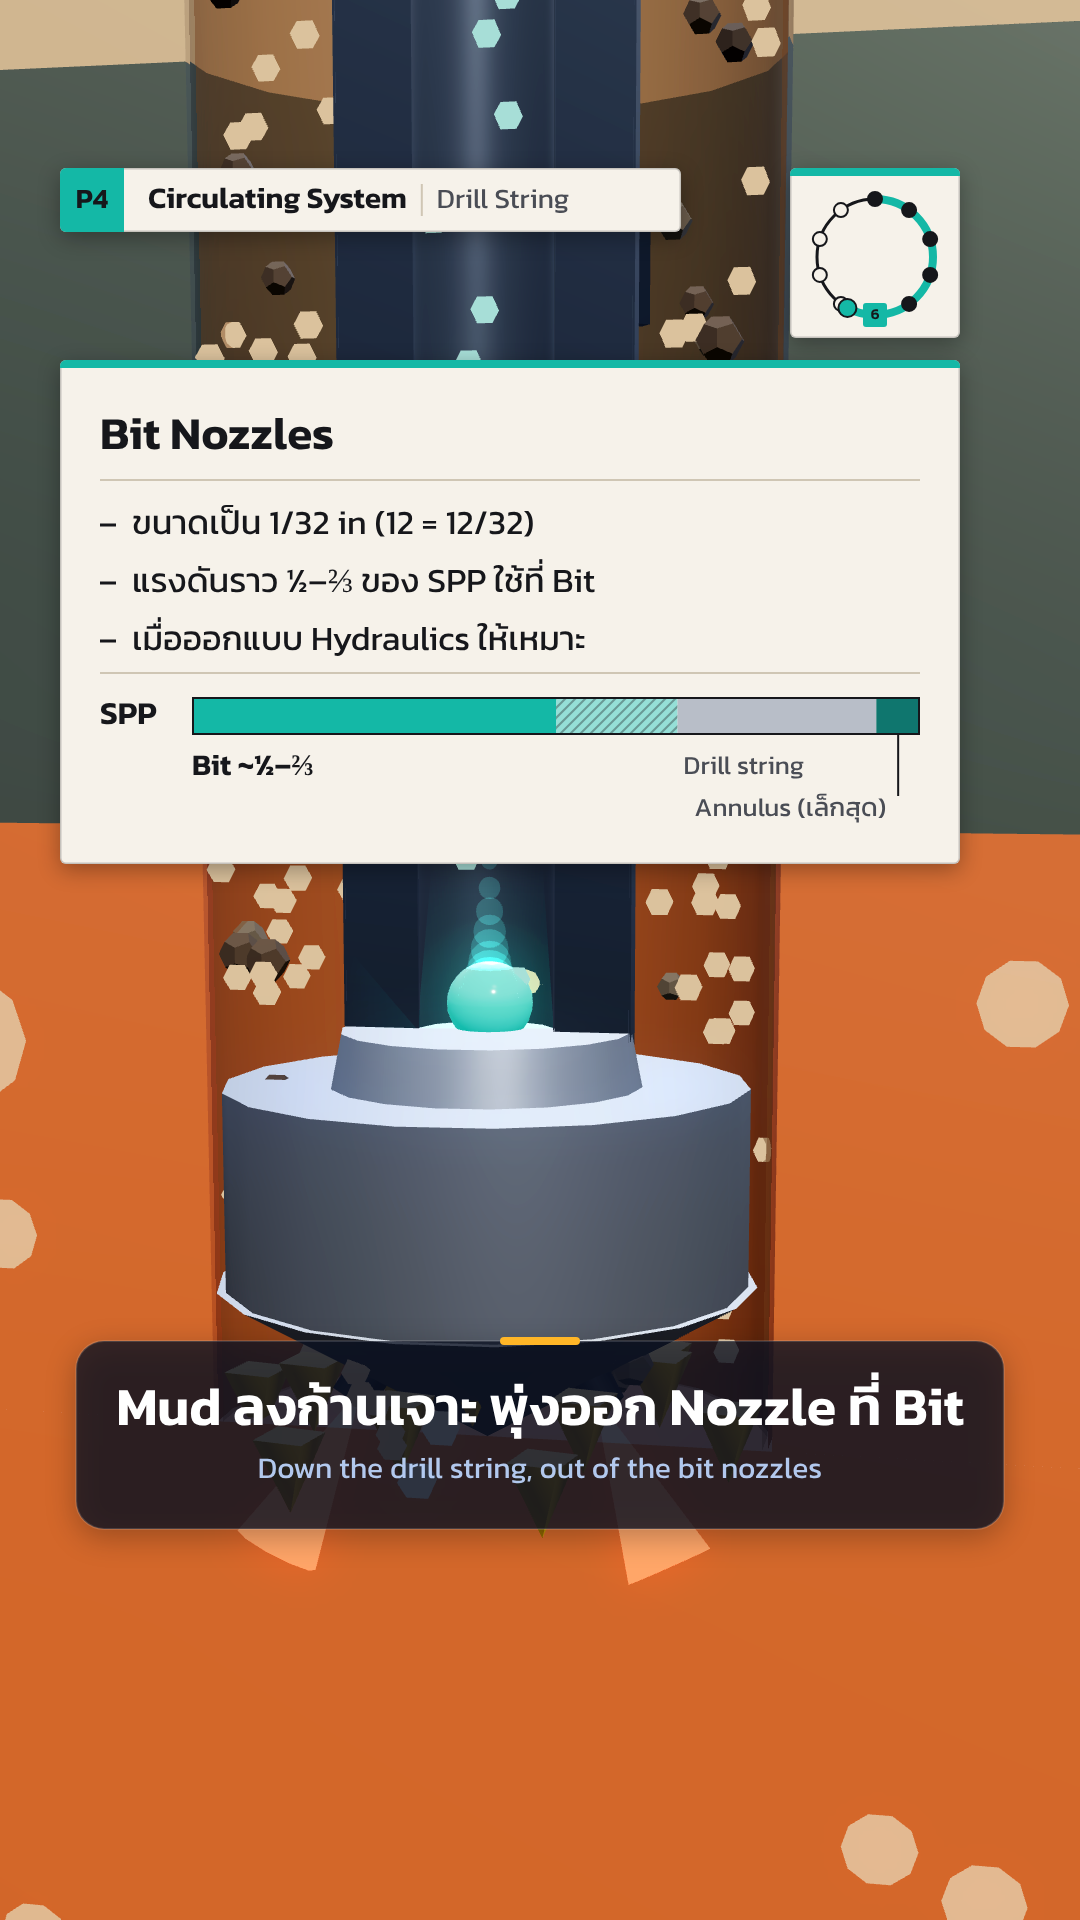 P4 Circulating System Drill String
6
Bit Nozzles
– ขนาดเป็น 1/32 in (12 = 12/32)
– แรงดันราว ½–⅔ ของ SPP ใช้ที่ Bit
– เมื่อออกแบบ Hydraulics ให้เหมาะ
SPP
Bit ~½–⅔
Drill string
Annulus (เล็กสุด)
Mud ลงก้านเจาะ พุ่งออก Nozzle ที่ Bit
Down the drill string, out of the bit nozzles